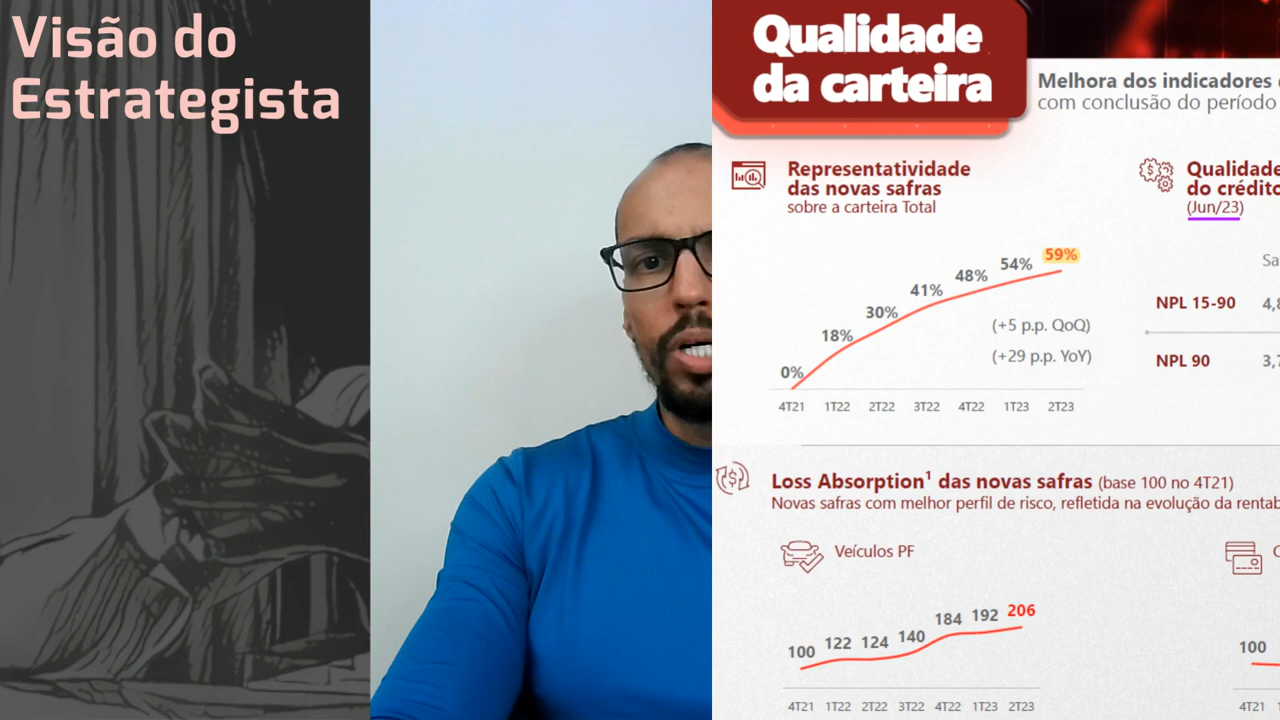 Visão do
Estrategista
Qualidade
da carteira
Melhora dos indicadores
com conclusão do período
Representatividade
das novas safras
sobre a carteira Total
0%
18%
30%
41%
48%
54%
59%
(+5 p.p. QoQ)
(+29 p.p. YoY)
4T21 1T22 2T22 3T22 4T22 1T23 2T23
Qualidade
do crédito
(Jun/23)
NPL 15-90 4,8
NPL 90 3,7
Loss Absorption¹ das novas safras (base 100 no 4T21)
Novas safras com melhor perfil de risco, refletida na evolução da
Veículos PF
100 122 124 140 184 192 206
4T21 1T22 2T22 3T22 4T22 1T23 2T23
100
4T21